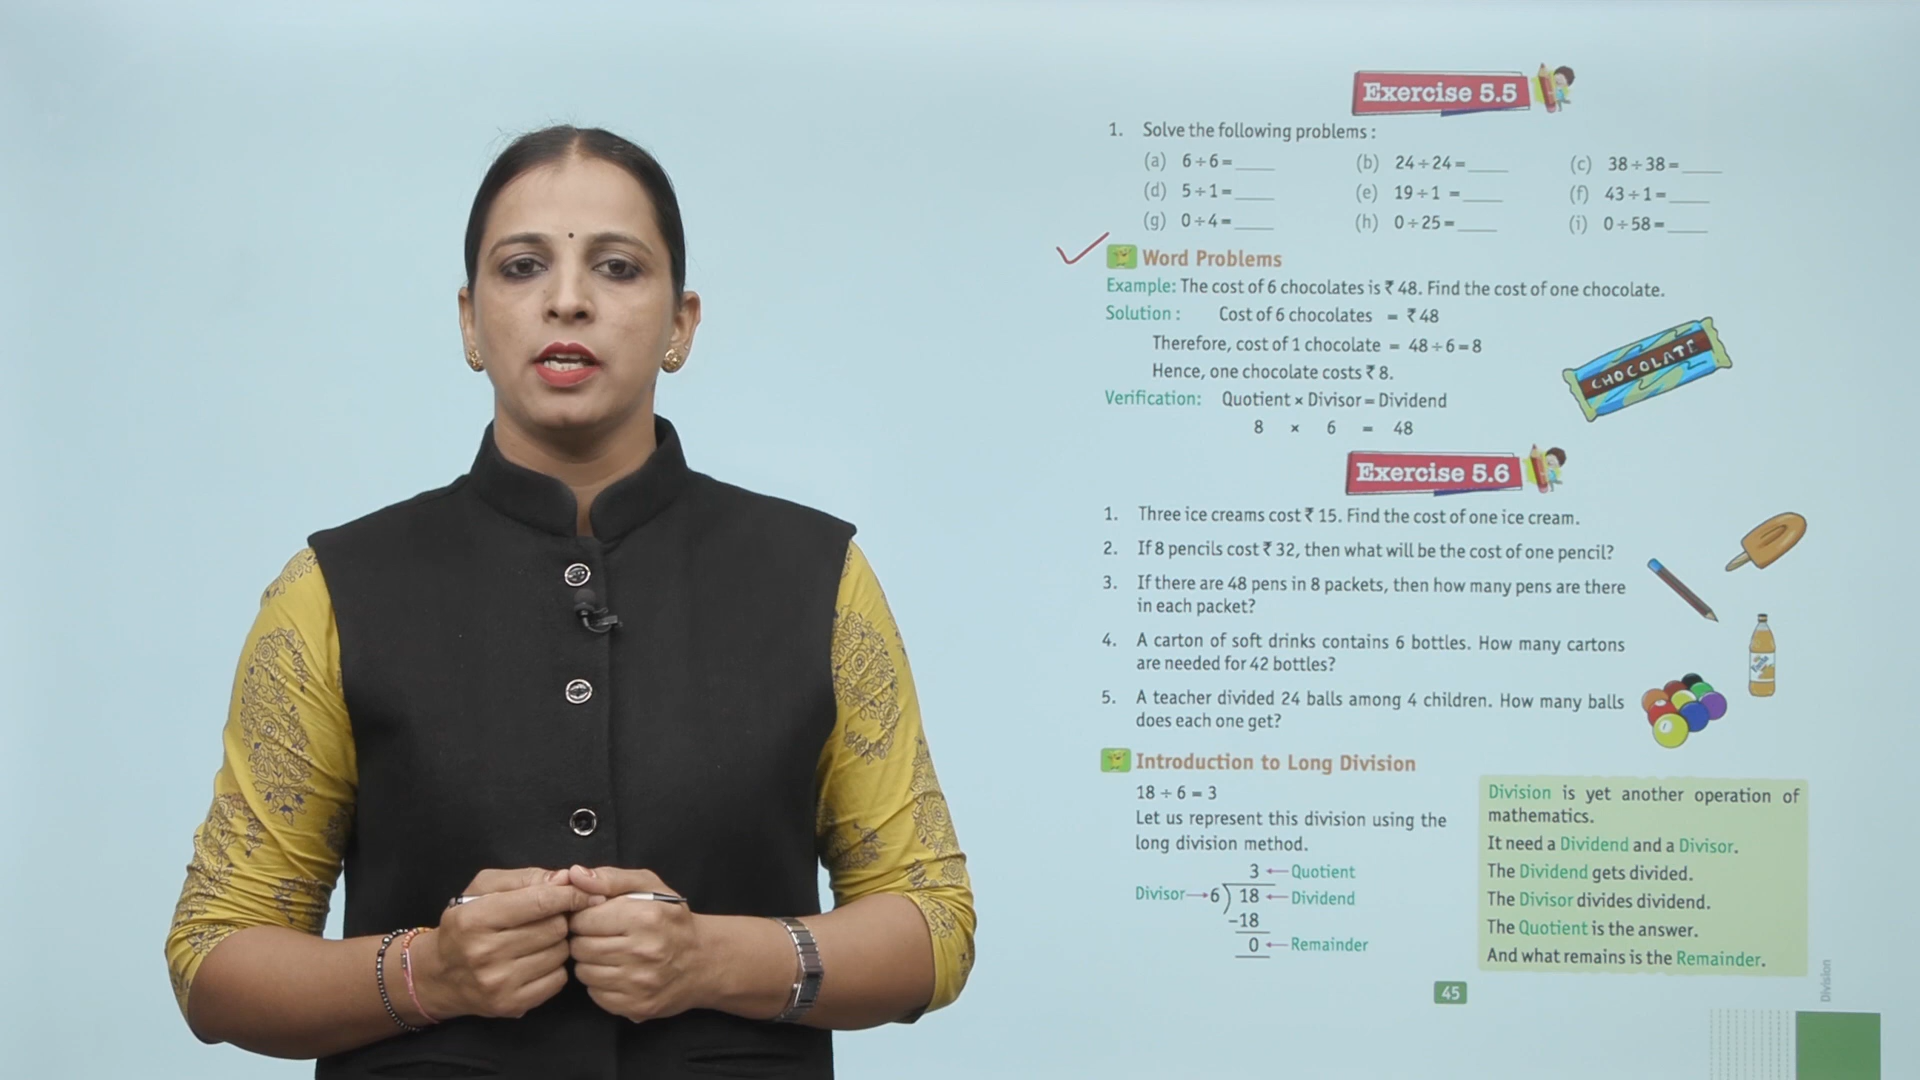 Exercise 5.5
1. Solve the following problems :
(a) 6÷6=____ (b) 24÷24=____ (c) 38÷38=____
(d) 5÷1=____ (e) 19÷1 =____ (f) 43÷1=____
(g) 0÷4=____ (h) 0÷25=____ (i) 0÷58=____
Word Problems
Example: The cost of 6 chocolates is ₹ 48. Find the cost of one chocolate.
Solution : Cost of 6 chocolates = ₹ 48
Therefore, cost of 1 chocolate = 48÷6=8
Hence, one chocolate costs ₹ 8.
CHOCOLATE
Verification: Quotient × Divisor = Dividend
8 × 6 = 48
Exercise 5.6
1. Three ice creams cost ₹ 15. Find the cost of one ice cream.
2. If 8 pencils cost ₹ 32, then what will be the cost of one pencil?
3. If there are 48 pens in 8 packets, then how many pens are there
in each packet?
4. A carton of soft drinks contains 6 bottles. How many cartons
are needed for 42 bottles?
5. A teacher divided 24 balls among 4 children. How many balls
does each one get?
Introduction to Long Division
18 ÷ 6 = 3
Let us represent this division using the
long division method.
3 ←Quotient
Divisor→6) 18 ←Dividend
-18
0 ←Remainder
Division is yet another operation of
mathematics.
It need a Dividend and a Divisor.
The Dividend gets divided.
The Divisor divides dividend.
The Quotient is the answer.
And what remains is the Remainder.
Division
45